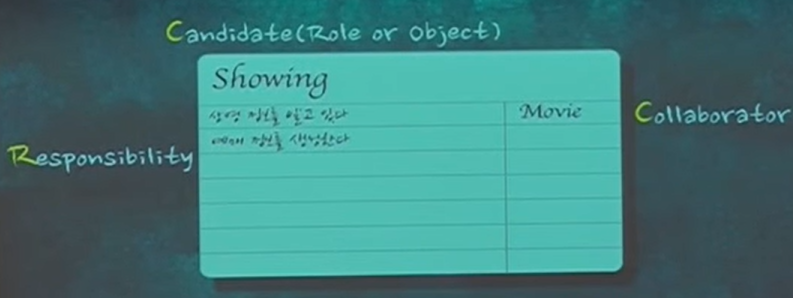 Candidate(Role or Object)
Showing
상영 정보를 알고 있다
Movie
Collaborator
Responsibility
예매 정보를 생성한다